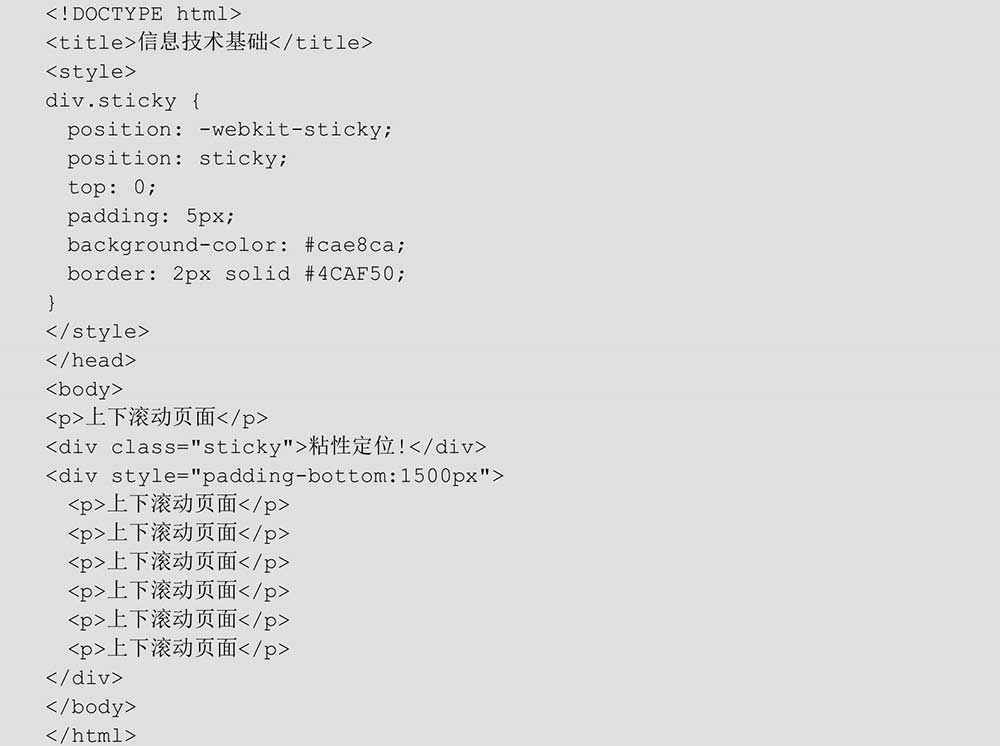 <!DOCTYPE html>
<title>信息技术基础</title>
<style>
div.sticky {
  position: -webkit-sticky;
  position: sticky;
  top: 0;
  padding: 5px;
  background-color: #cae8ca;
  border: 2px solid #4CAF50;
}
</style>
</head>
<body>
<p>上下滚动页面</p>
<div class="sticky">粘性定位!</div>
<div style="padding-bottom:1500px">
  <p>上下滚动页面</p>
  <p>上下滚动页面</p>
  <p>上下滚动页面</p>
  <p>上下滚动页面</p>
  <p>上下滚动页面</p>
  <p>上下滚动页面</p>
</div>
</body>
</html>